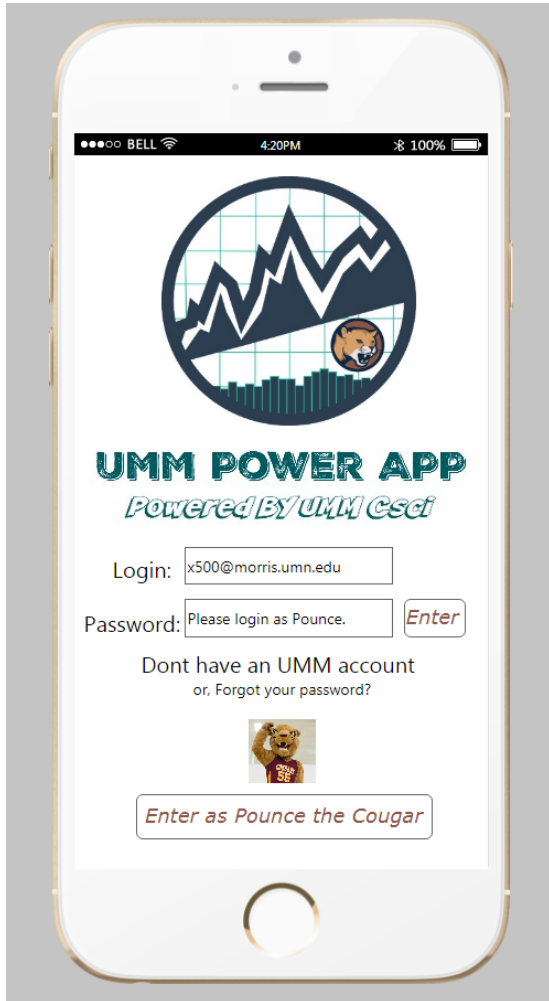 BELL 4:20PM 100%
UMM POWER APP
Powered BY UMM Csci
Login: x500@morris.umn.edu
Password: Please login as Pounce. Enter
Dont have an UMM account
or, Forgot your password?
56
Enter as Pounce the Cougar